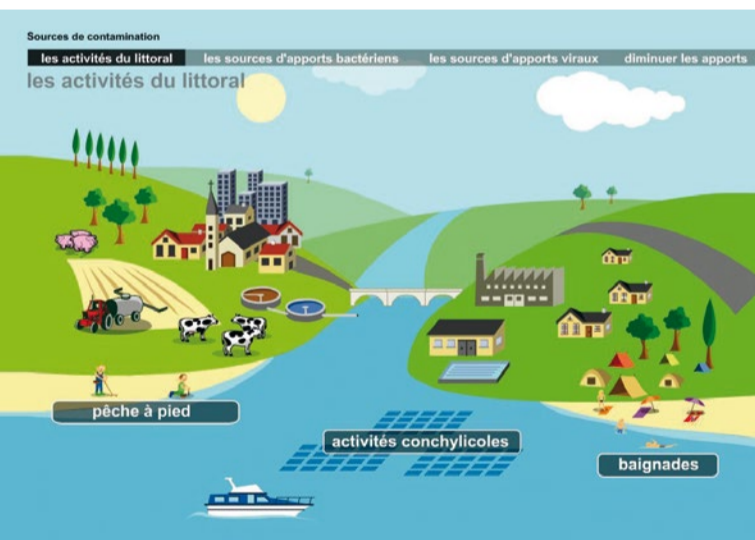 Sources de contamination
les activités du littoral les sources d'apports bactériens les sources d'apports viraux diminuer les apports
les activités du littoral
pêche à pied
activités conchylicoles
baignades